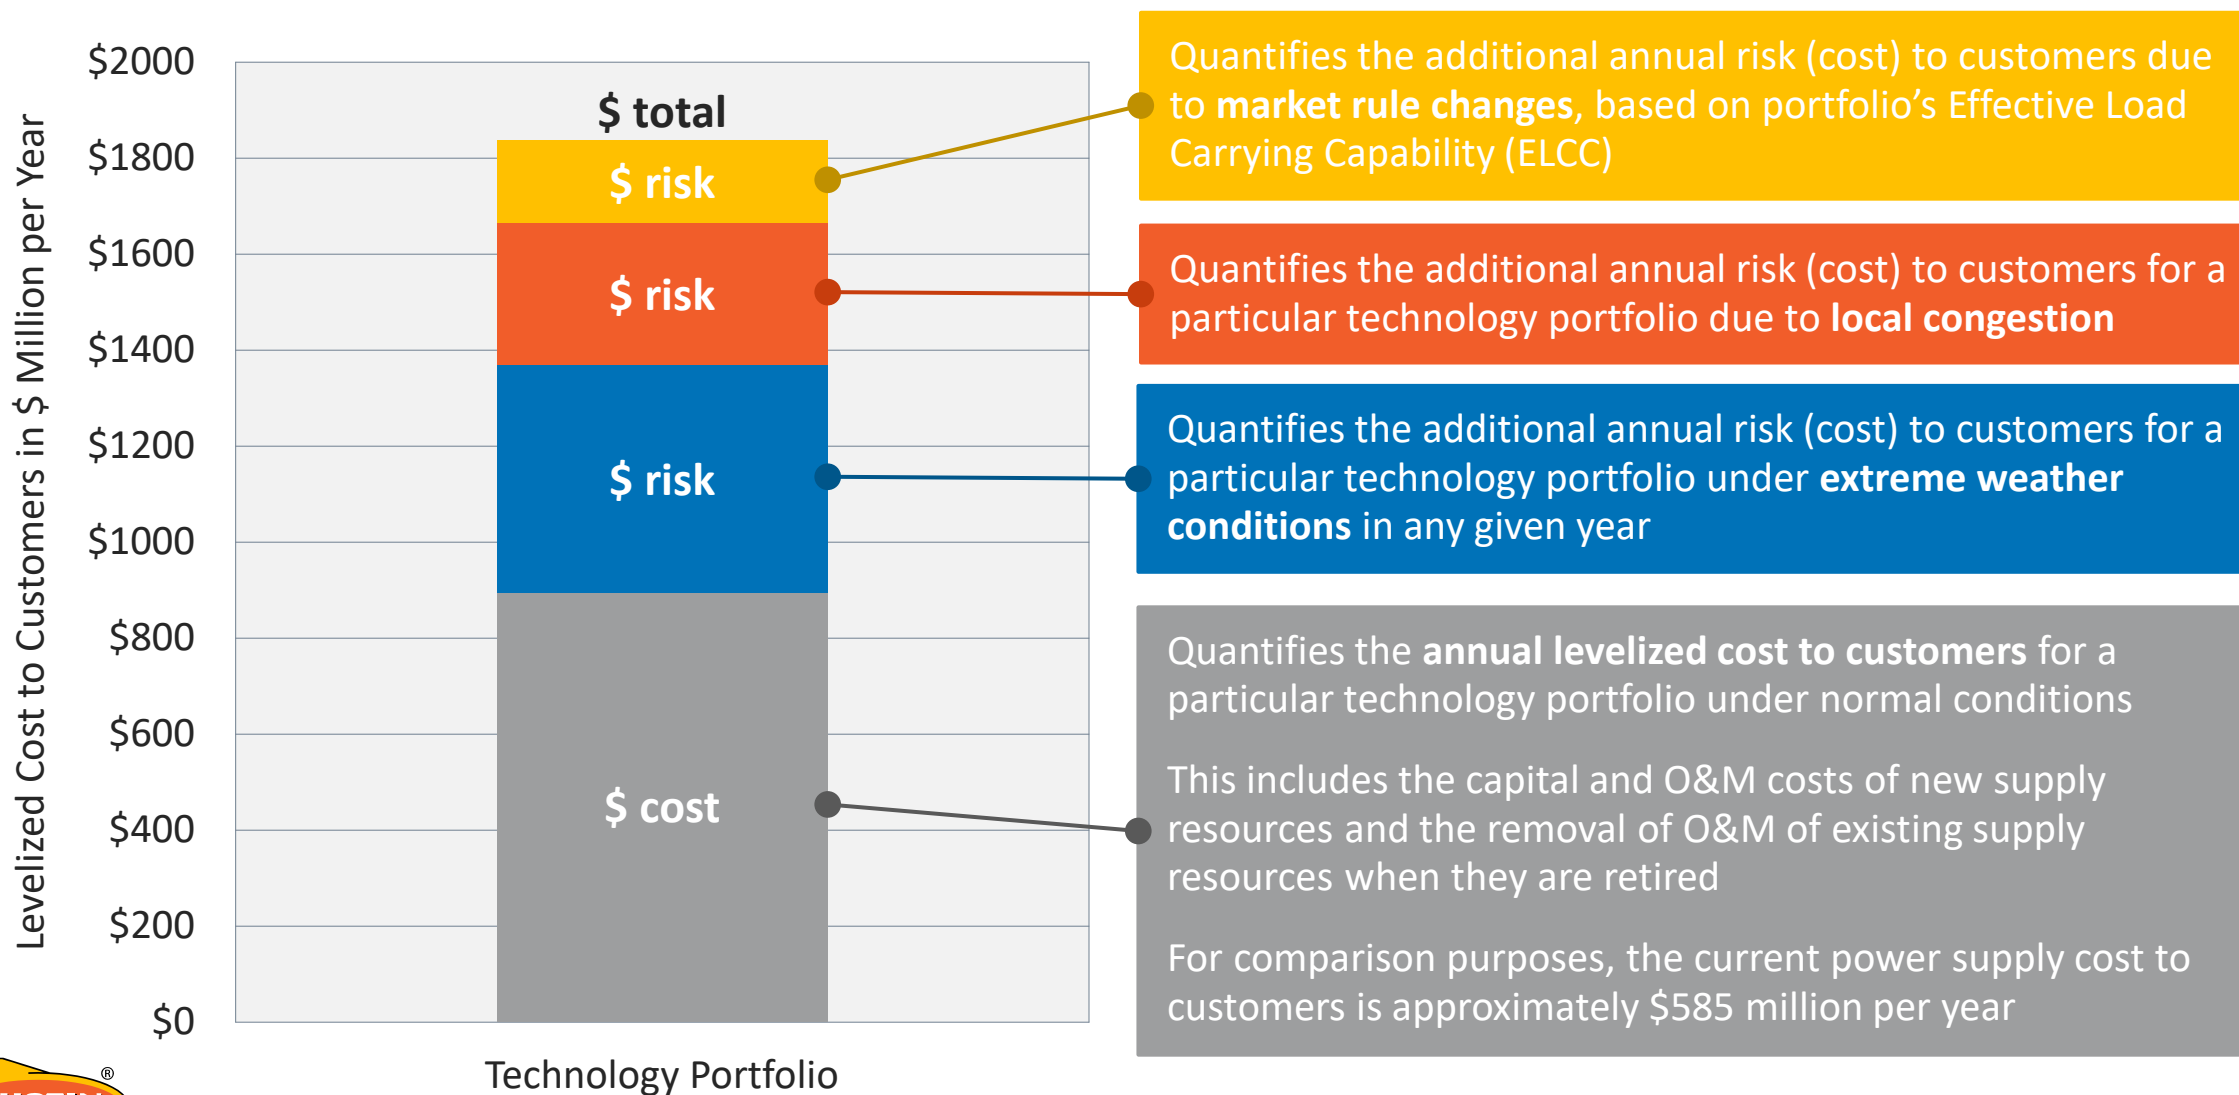 Levelized Cost to Customers in $ Million per Year
$2000
$1800
$1600
$1400
$1200
$1000
$800
$600
$400
$200
$0
$ total
$ risk
$ risk
$ risk
$ cost
Technology Portfolio
Quantifies the additional annual risk (cost) to customers due
to market rule changes, based on portfolio’s Effective Load
Carrying Capability (ELCC)
Quantifies the additional annual risk (cost) to customers for a
particular technology portfolio due to local congestion
Quantifies the additional annual risk (cost) to customers for a
particular technology portfolio under extreme weather
conditions in any given year
Quantifies the annual levelized cost to customers for a
particular technology portfolio under normal conditions
This includes the capital and O&M costs of new supply
resources and the removal of O&M of existing supply
resources when they are retired
For comparison purposes, the current power supply cost to
customers is approximately $585 million per year
®